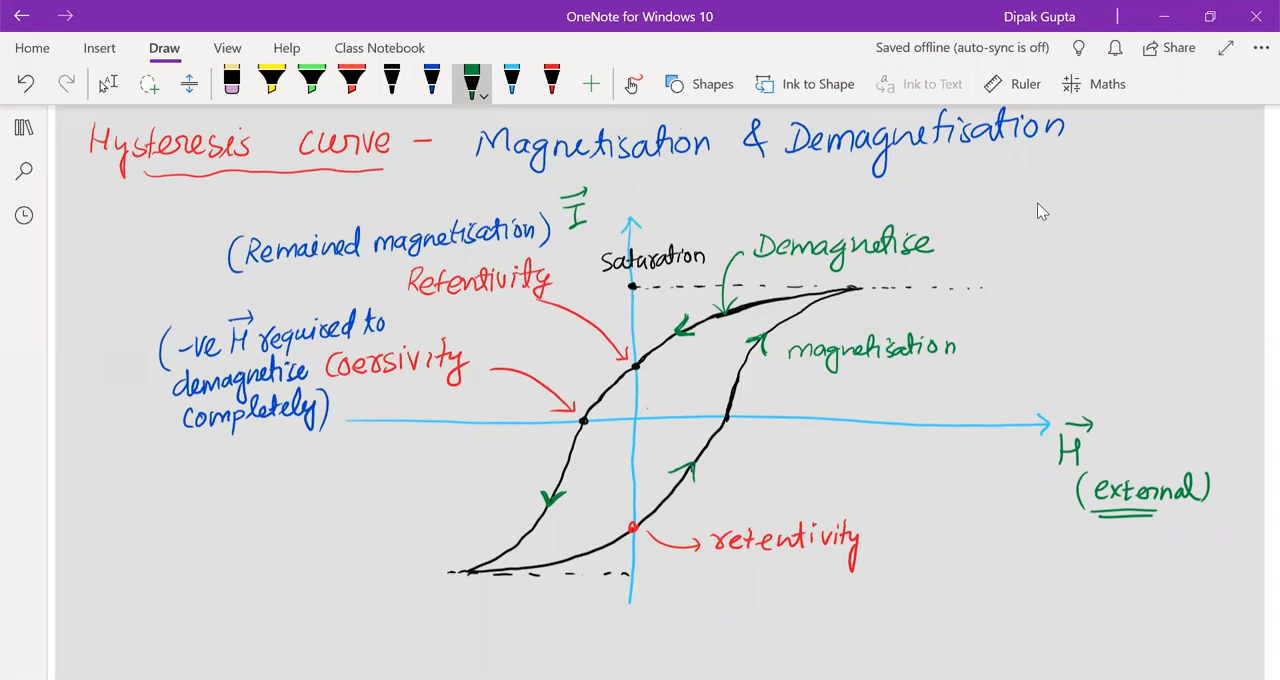 OneNote for Windows 10
Dipak Gupta
Home Insert Draw View Help Class Notebook
Saved offline (auto-sync is off) Share
Shapes Ink to Shape Ink to Text Ruler Maths
Hysteresis Curve - Magnetisation & Demagnetisation
I
(Remained magnetisation)
Saturation
Demagnetise
Retentivity
(-ve H required to
demagnetise
completely)
Coersivity
magnetisation
H
(external)
retentivity